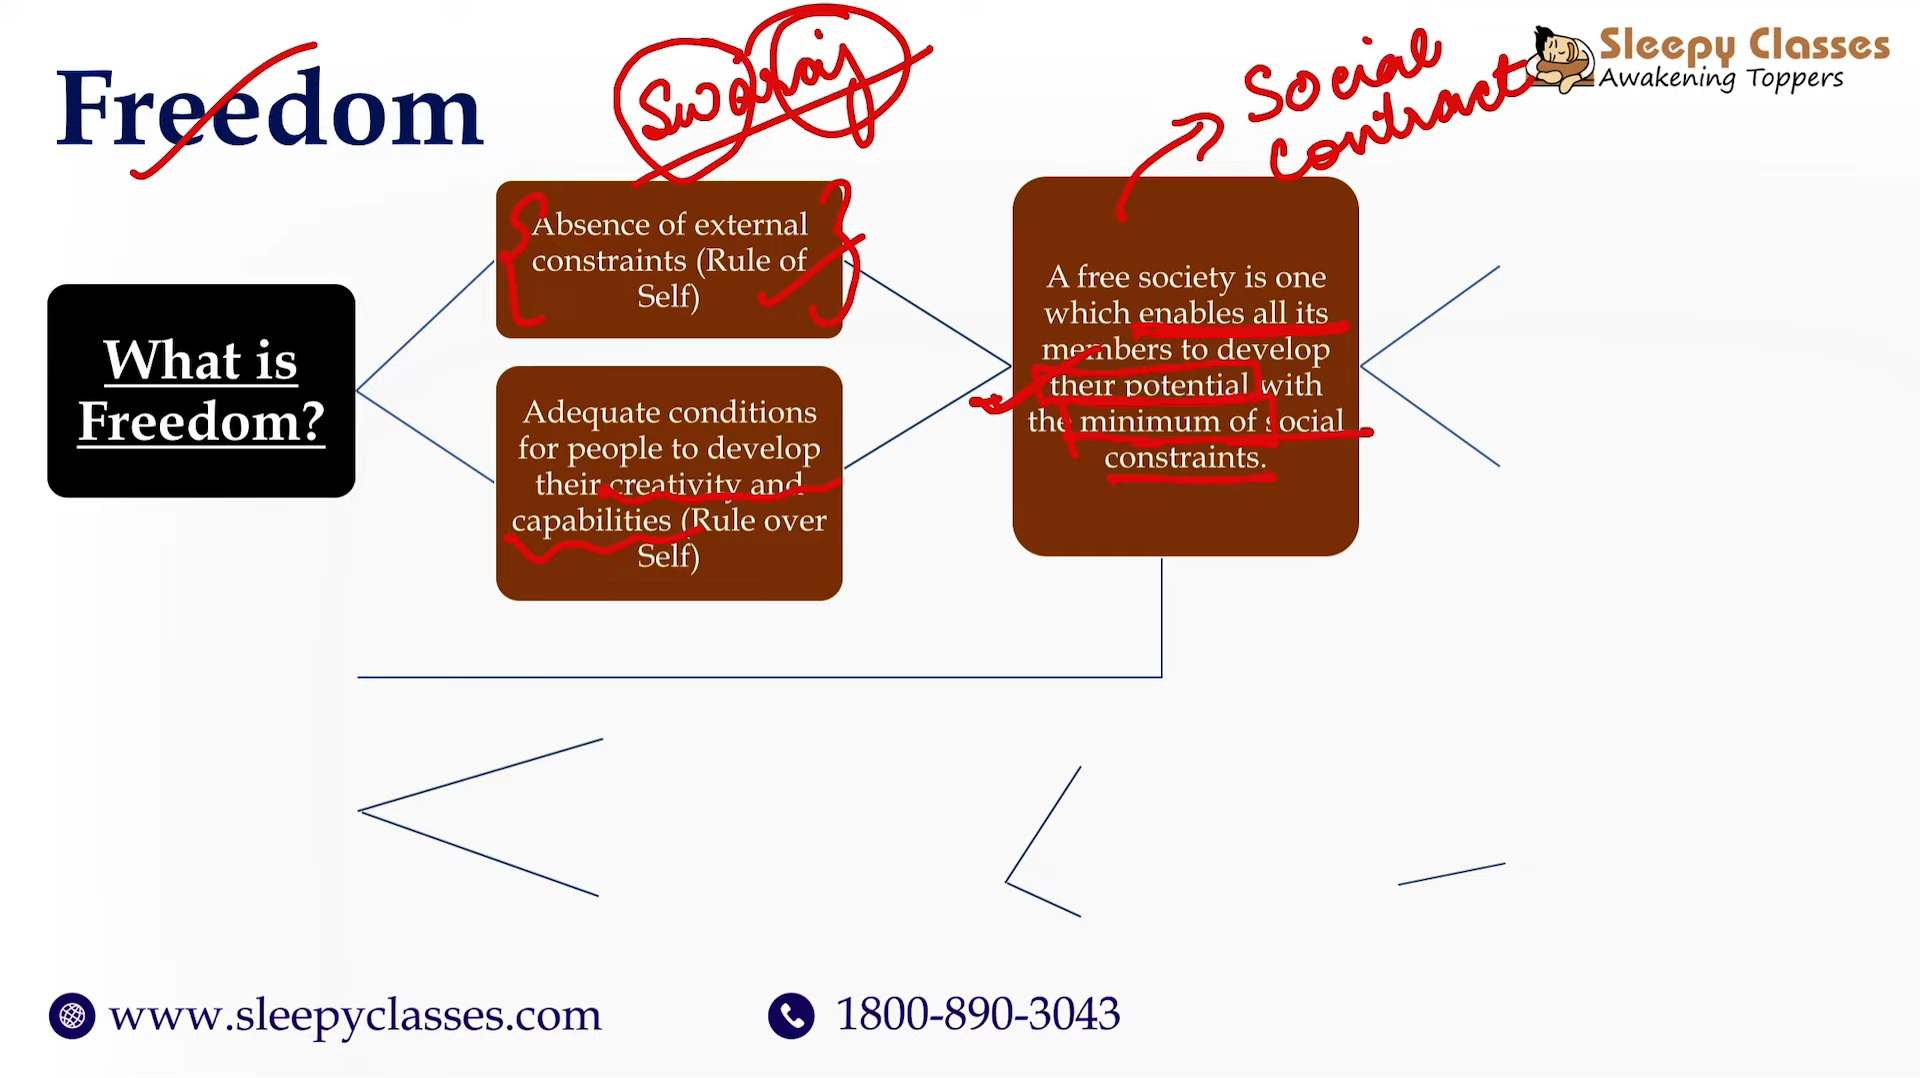 Freedom
Swaraj
Social
contract
Sleepy Classes
Awakening Toppers
What is
Freedom?
Absence of external
constraints (Rule of
Self)
Adequate conditions
for people to develop
their creativity and
capabilities (Rule over
Self)
A free society is one
which enables all its
members to develop
their potential with
the minimum of social
constraints.
www.sleepyclasses.com
1800-890-3043